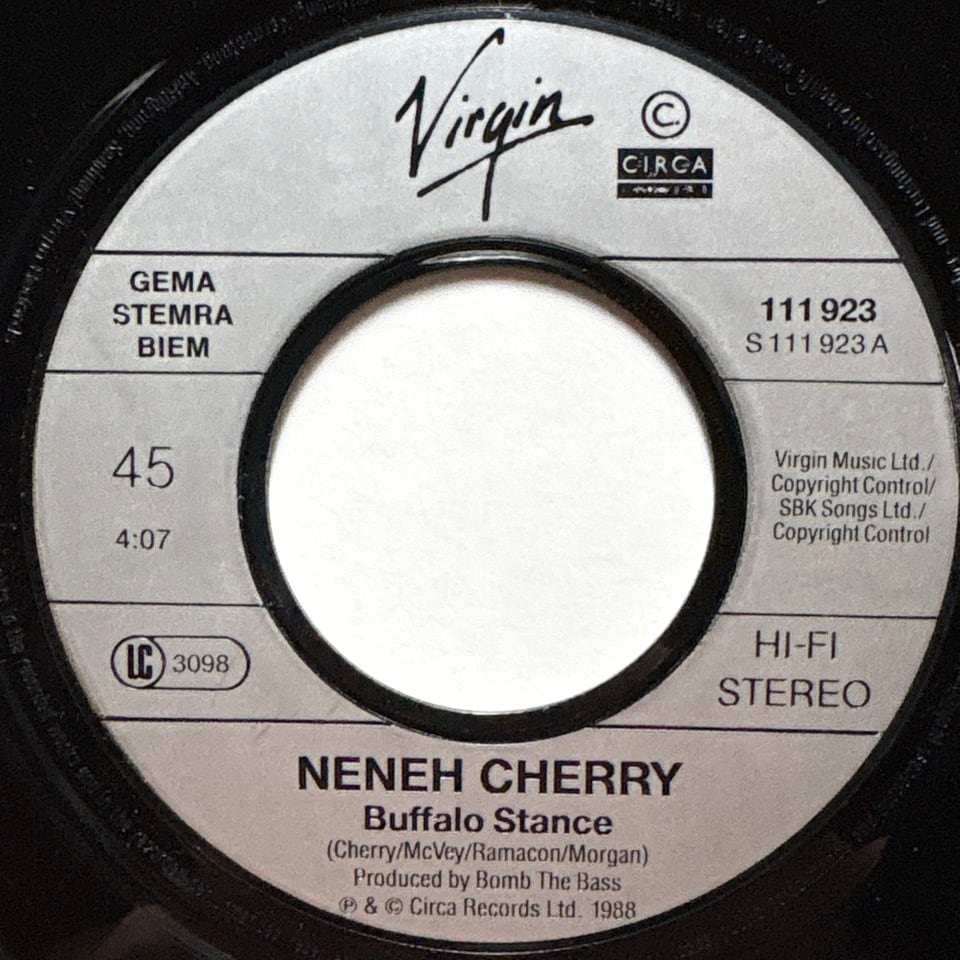 Virgin
©
CIRCA
GEMA
STEMRA
BIEM
111 923
S 111 923 A
45
4:07
Virgin Music Ltd./
Copyright Control/
SBK Songs Ltd./
Copyright Control
LC 3098
HI-FI
STEREO
NENEH CHERRY
Buffalo Stance
(Cherry/McVey/Ramacon/Morgan)
Produced by Bomb The Bass
℗ & © Circa Records Ltd. 1988